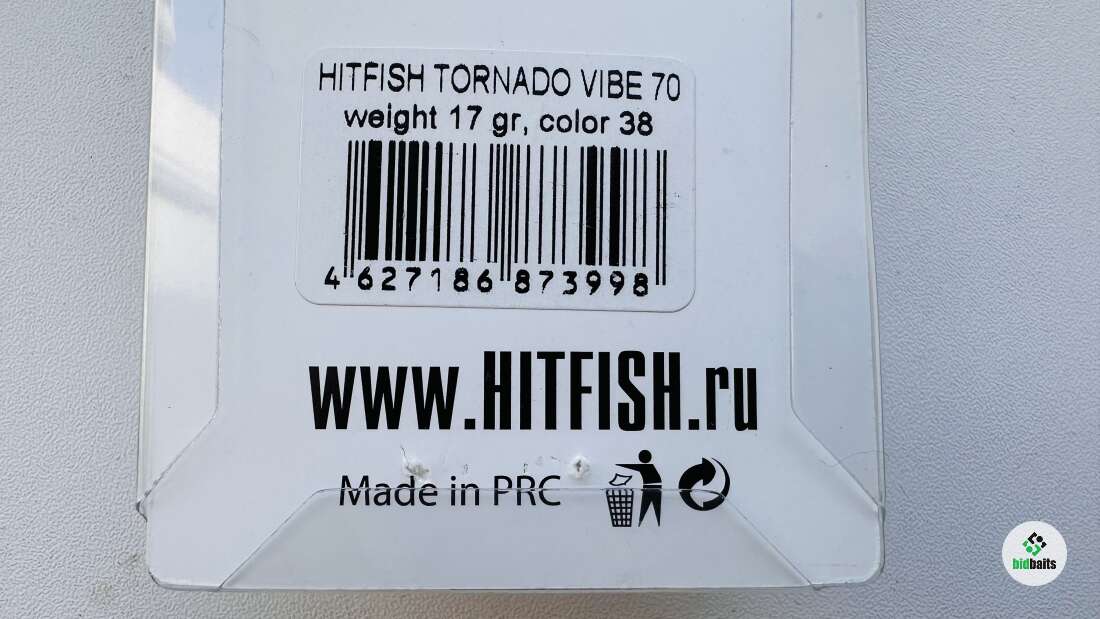 HITFISH TORNADO VIBE 70
weight 17 gr, color 38
4 627186 873998
www.HITFISH.ru
Made in PRC
bidbaits